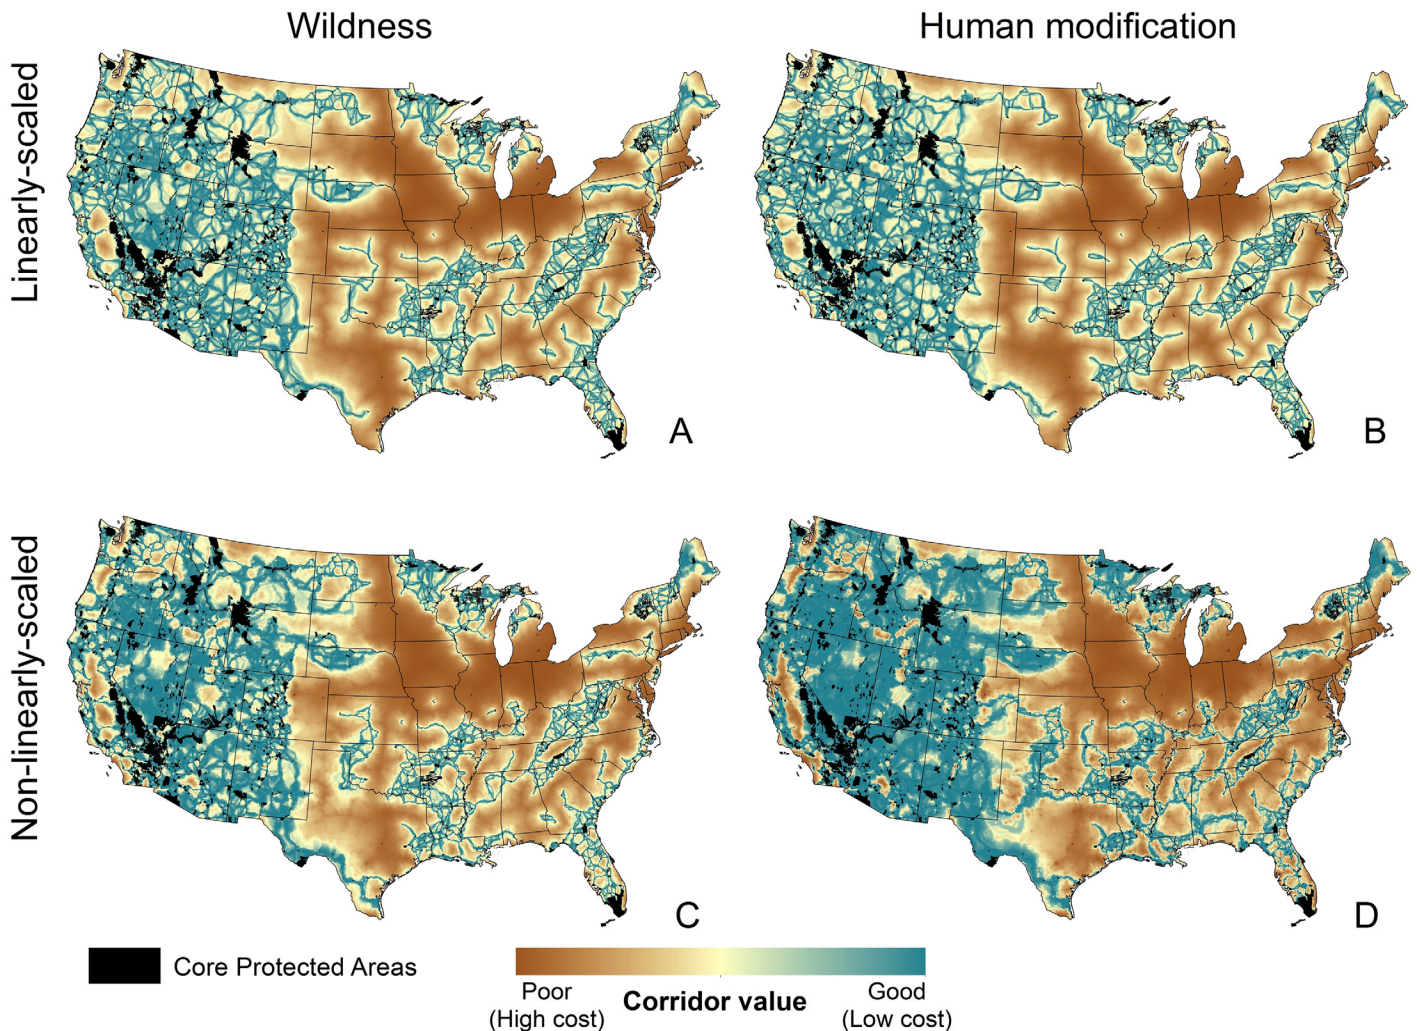 Wildness
Human modification
Linearly-scaled
A
B
Non-linearly-scaled
C
D
Core Protected Areas
Poor
(High cost)
Corridor value
Good
(Low cost)